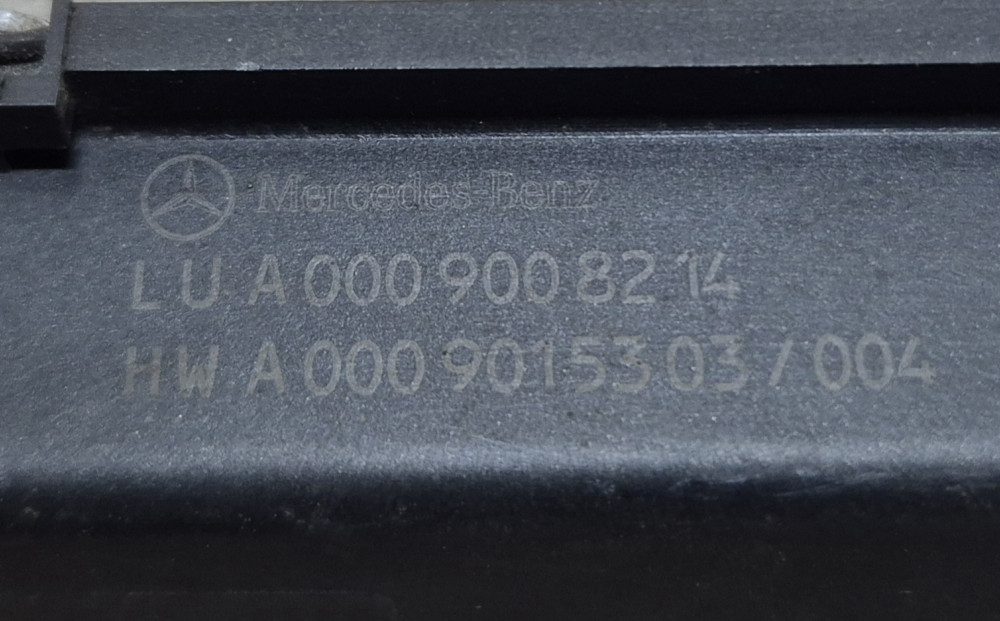 Mercedes-Benz
LU A 000 900 82 14
HW A 000 901 53 03 / 004